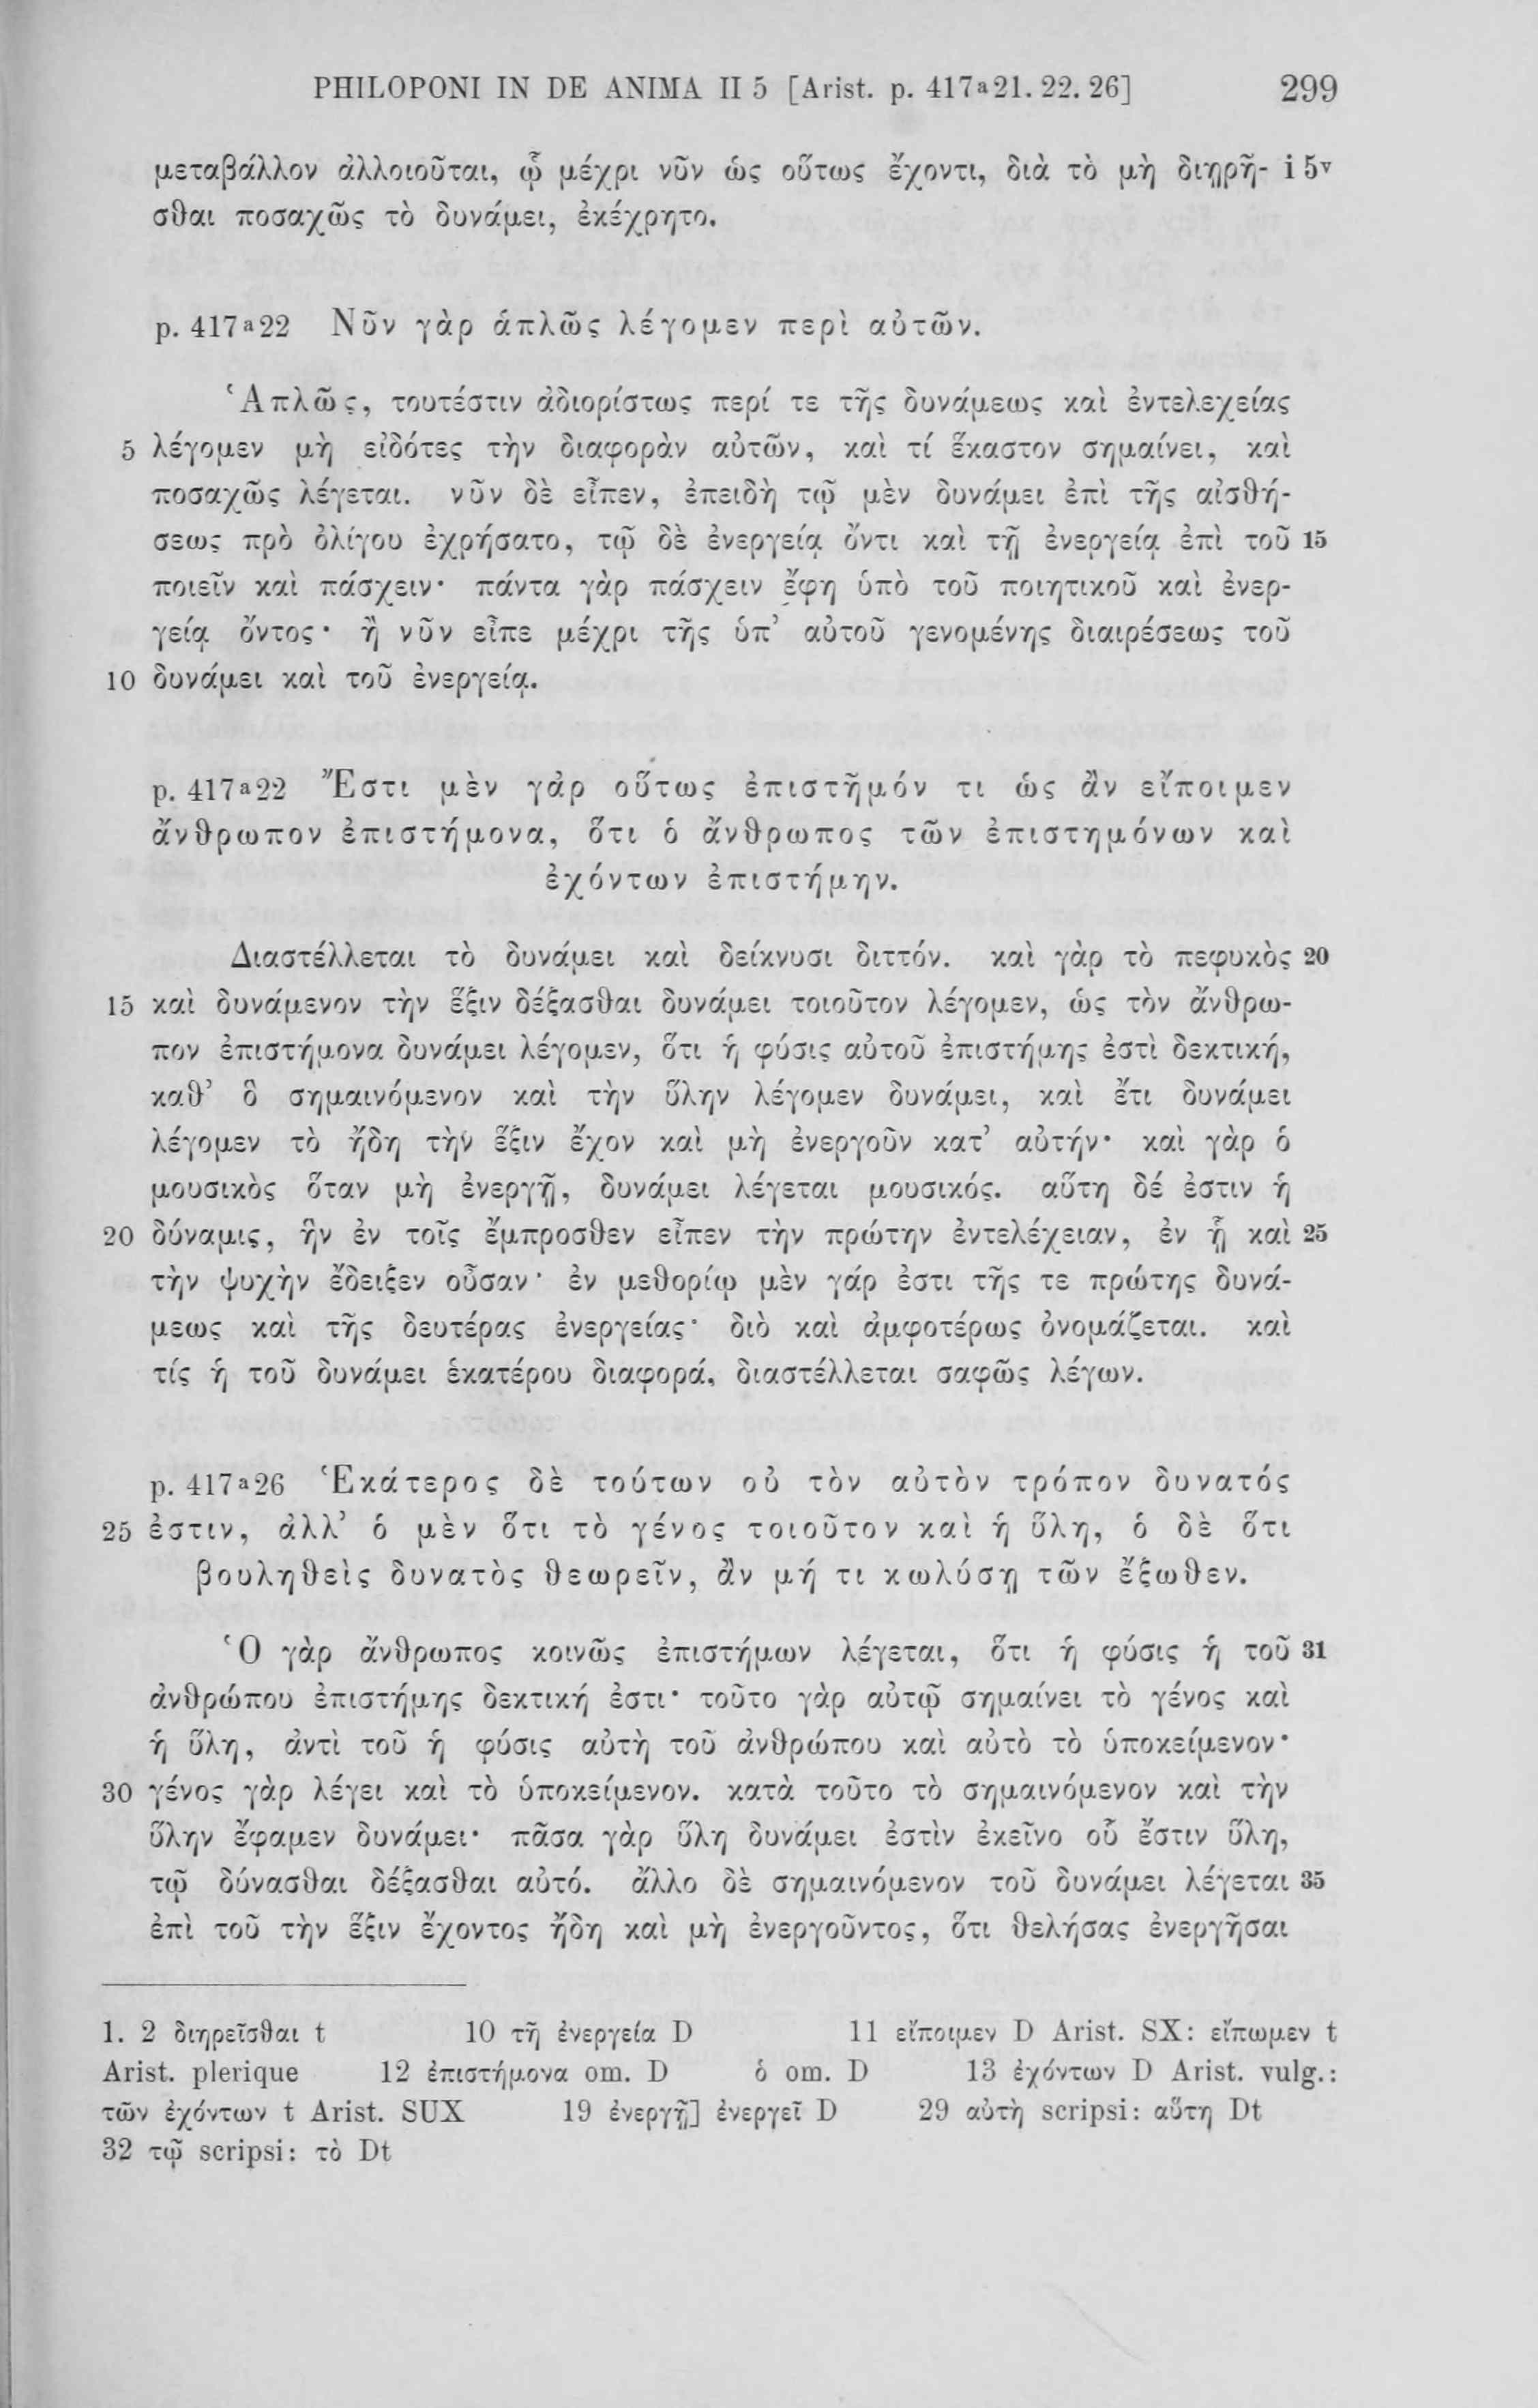 PHILOPONI IN DE ANIMA II 5 [Arist. p. 417ᵃ21. 22. 26] 299
μεταβάλλον ἀλλοιοῦται, ᾧ μέχρι νῦν ὡς οὕτως ἔχοντι, διὰ τὸ μὴ διῃρῆ- i 5ᵛ
σθαι ποσαχῶς τὸ δυνάμει, ἐκέχρητο.
p. 417ᵃ22 Νῦν γὰρ ἁπλῶς λέγομεν περὶ αὐτῶν.
Ἁπλῶς, τουτέστιν ἀδιορίστως περί τε τῆς δυνάμεως καὶ ἐντελεχείας
5 λέγομεν μὴ εἰδότες τὴν διαφορὰν αὐτῶν, καὶ τί ἕκαστον σημαίνει, καὶ
ποσαχῶς λέγεται. νῦν δὲ εἶπεν, ἐπειδὴ τῷ μὲν δυνάμει ἐπὶ τῆς αἰσθή-
σεως πρὸ ὀλίγου ἐχρήσατο, τῷ δὲ ἐνεργείᾳ ὄντι καὶ τῇ ἐνεργείᾳ ἐπὶ τοῦ 15
ποιεῖν καὶ πάσχειν· πάντα γὰρ πάσχειν ἔφη ὑπὸ τοῦ ποιητικοῦ καὶ ἐνερ-
γείᾳ ὄντος· ἢ νῦν εἶπε μέχρι τῆς ὑπ’ αὐτοῦ γενομένης διαιρέσεως τοῦ
10 δυνάμει καὶ τοῦ ἐνεργείᾳ.
p. 417ᵃ22 Ἔστι μὲν γὰρ οὕτως ἐπιστῆμόν τι ὡς ἂν εἴποιμεν
ἄνθρωπον ἐπιστήμονα, ὅτι ὁ ἄνθρωπος τῶν ἐπιστημόνων καὶ
ἐχόντων ἐπιστήμην.
Διαστέλλεται τὸ δυνάμει καὶ δείκνυσι διττόν. καὶ γὰρ τὸ πεφυκὸς 20
15 καὶ δυνάμενον τὴν ἕξιν δέξασθαι δυνάμει τοιοῦτον λέγομεν, ὡς τὸν ἄνθρω-
πον ἐπιστήμονα δυνάμει λέγομεν, ὅτι ἡ φύσις αὐτοῦ ἐπιστήμης ἐστὶ δεκτική,
καθ’ ὃ σημαινόμενον καὶ τὴν ὕλην λέγομεν δυνάμει, καὶ ἔτι δυνάμει
λέγομεν τὸ ἤδη τὴν ἕξιν ἔχον καὶ μὴ ἐνεργοῦν κατ’ αὐτήν· καὶ γὰρ ὁ
μουσικὸς ὅταν μὴ ἐνεργῇ, δυνάμει λέγεται μουσικός. αὕτη δέ ἐστιν ἡ
20 δύναμις, ἣν ἐν τοῖς ἔμπροσθεν εἶπεν τὴν πρώτην ἐντελέχειαν, ἐν ᾗ καὶ 25
τὴν ψυχὴν ἔδειξεν οὖσαν· ἐν μεθορίῳ μὲν γάρ ἐστι τῆς τε πρώτης δυνά-
μεως καὶ τῆς δευτέρας ἐνεργείας· διὸ καὶ ἀμφοτέρως ὀνομάζεται. καὶ
τίς ἡ τοῦ δυνάμει ἑκατέρου διαφορά, διαστέλλεται σαφῶς λέγων.
p. 417ᵃ26 Ἑκάτερος δὲ τούτων οὐ τὸν αὐτὸν τρόπον δυνατός
25 ἐστιν, ἀλλ’ ὁ μὲν ὅτι τὸ γένος τοιοῦτον καὶ ἡ ὕλη, ὁ δὲ ὅτι
βουληθεὶς δυνατὸς θεωρεῖν, ἂν μή τι κωλύσῃ τῶν ἔξωθεν.
Ὁ γὰρ ἄνθρωπος κοινῶς ἐπιστήμων λέγεται, ὅτι ἡ φύσις ἡ τοῦ 31
ἀνθρώπου ἐπιστήμης δεκτική ἐστι· τοῦτο γὰρ αὐτῷ σημαίνει τὸ γένος καὶ
ἡ ὕλη, ἀντὶ τοῦ ἡ φύσις αὐτὴ τοῦ ἀνθρώπου καὶ αὐτὸ τὸ ὑποκείμενον·
30 γένος γὰρ λέγει καὶ τὸ ὑποκείμενον. κατὰ τοῦτο τὸ σημαινόμενον καὶ τὴν
ὕλην ἔφαμεν δυνάμει· πᾶσα γὰρ ὕλη δυνάμει ἐστὶν ἐκεῖνο οὗ ἔστιν ὕλη,
τῷ δύνασθαι δέξασθαι αὐτό. ἄλλο δὲ σημαινόμενον τοῦ δυνάμει λέγεται 35
ἐπὶ τοῦ τὴν ἕξιν ἔχοντος ἤδη καὶ μὴ ἐνεργοῦντος, ὅτι θελήσας ἐνεργῆσαι
1. 2 διηρεῖσθαι t 10 τῆ ἐνεργεία D 11 εἴποιμεν D Arist. SX: εἴπωμεν t
Arist. plerique 12 ἐπιστήμονα om. D ὁ om. D 13 ἐχόντων D Arist. vulg.:
τῶν ἐχόντων t Arist. SUX 19 ἐνεργῇ] ἐνεργεῖ D 29 αὐτὴ scripsi: αὕτη Dt
32 τῷ scripsi: τὸ Dt